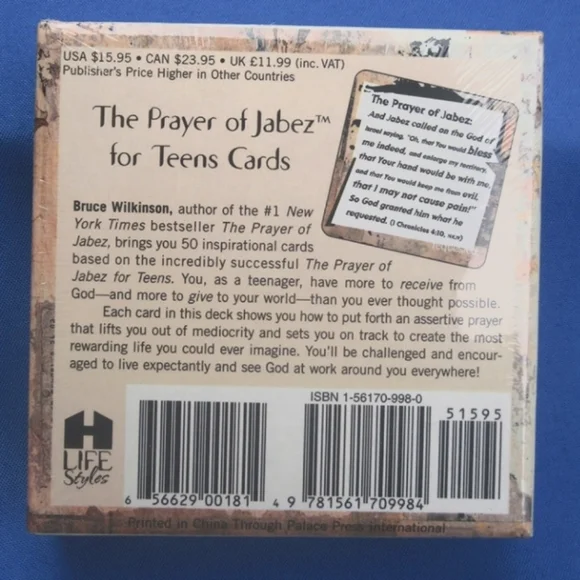 USA $15.95 • CAN $23.95 • UK £11.99 (inc. VAT)
Publisher's Price Higher in Other Countries
The Prayer of Jabez™
for Teens Cards
The Prayer of Jabez:
And Jabez called on the God of
Israel saying, "Oh, that You would bless
me indeed, and enlarge my territory,
that Your hand would be with me,
and that You would keep me from evil,
that I may not cause pain!"
So God granted him what he
requested. (1 Chronicles 4:10, NKJV)
Bruce Wilkinson, author of the #1 New
York Times bestseller The Prayer of
Jabez, brings you 50 inspirational cards
based on the incredibly successful The Prayer of
Jabez for Teens. You, as a teenager, have more to receive from
God—and more to give to your world—than you ever thought possible.
Each card in this deck shows you how to put forth an assertive prayer
that lifts you out of mediocrity and sets you on track to create the most
rewarding life you could ever imagine. You'll be challenged and encour-
aged to live expectantly and see God at work around you everywhere!
H
LIFE
Styles
6 56629 00181 4
ISBN 1-56170-998-0
9 781561 709984
51595
Printed in China Through Palace Press International